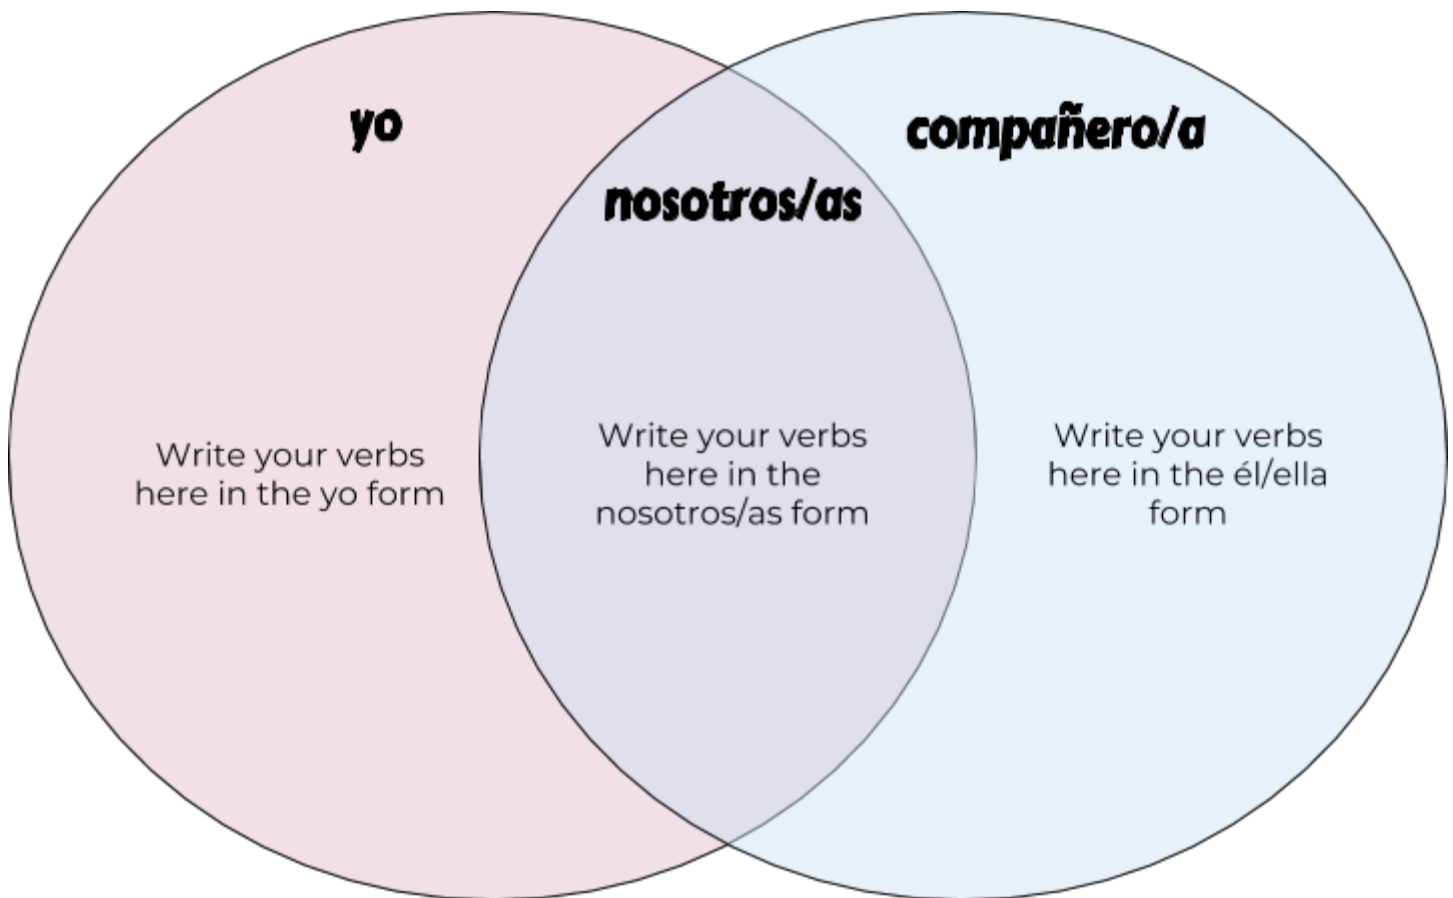 yo
compañero/a
nosotros/as
Write your verbs
here in the yo form
Write your verbs
here in the
nosotros/as form
Write your verbs
here in the él/ella
form